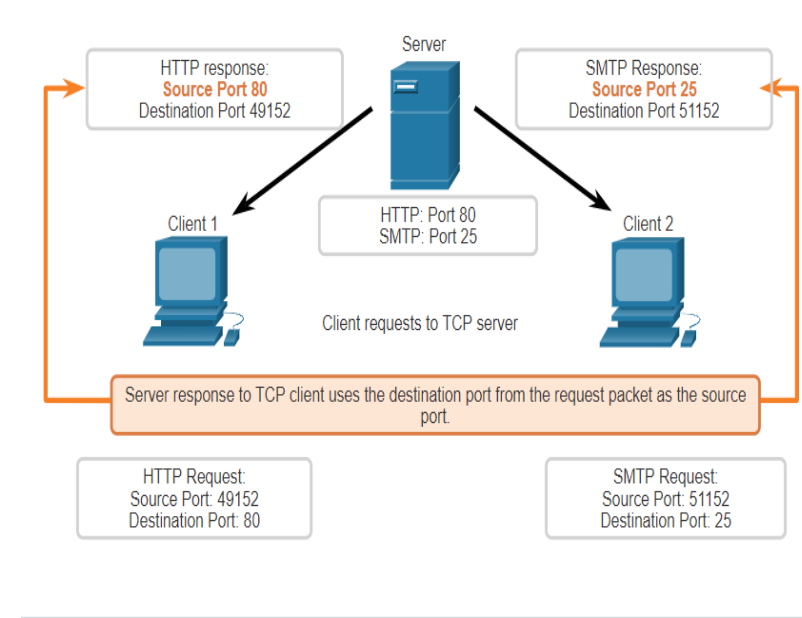 Server
HTTP response:
Source Port 80
Destination Port 49152
SMTP Response:
Source Port 25
Destination Port 51152
HTTP: Port 80
SMTP: Port 25
Client 1
Client 2
Client requests to TCP server
Server response to TCP client uses the destination port from the request packet as the source
port.
HTTP Request:
Source Port: 49152
Destination Port: 80
SMTP Request:
Source Port: 51152
Destination Port: 25